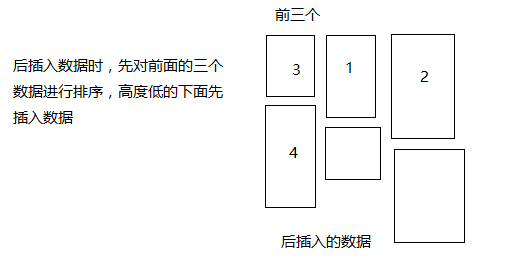 前三个
后插入数据时，先对前面的三个
数据进行排序，高度低的下面先
插入数据
3
1
2
4
后插入的数据